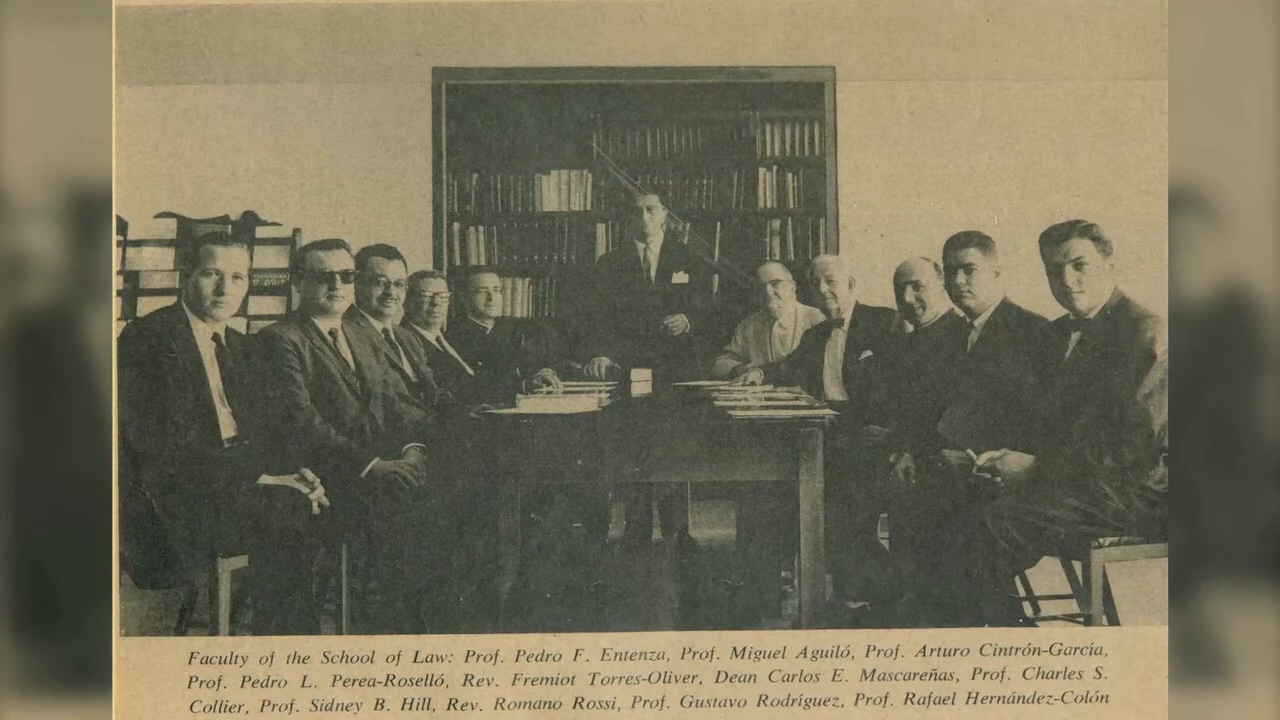 Faculty of the School of Law: Prof. Pedro F. Entenza, Prof. Miguel Aguiló, Prof. Arturo Cintrón-García,
Prof. Pedro L. Perea-Roselló, Rev. Fremiot Torres-Oliver, Dean Carlos E. Mascareñas, Prof. Charles S.
Collier, Prof. Sidney B. Hill, Rev. Romano Rossi, Prof. Gustavo Rodríguez, Prof. Rafael Hernández-Colón